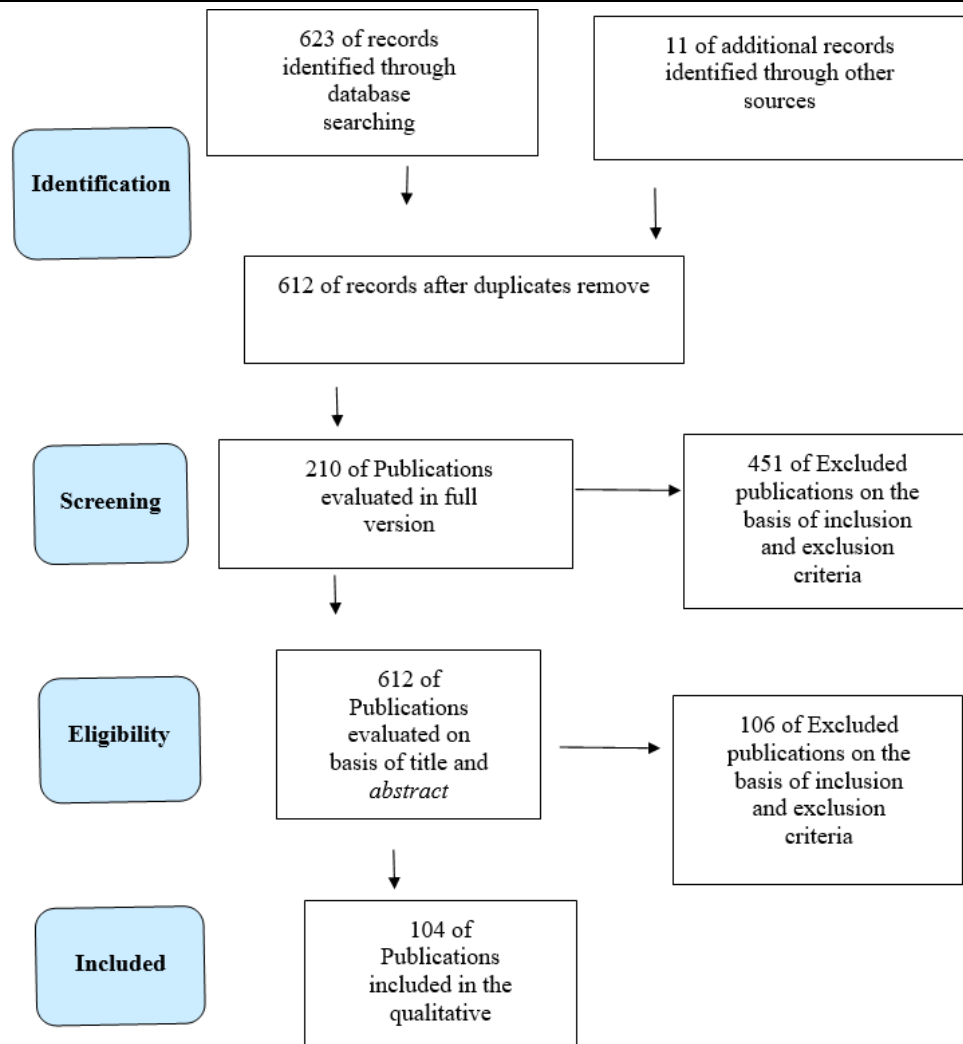 623 of records
identified through
database
searching
11 of additional records
identified through other
sources
Identification
612 of records after duplicates remove
210 of Publications
evaluated in full
version
451 of Excluded
publications on the
basis of inclusion
and exclusion
criteria
Screening
612 of
Publications
evaluated on
basis of title and
abstract
106 of Excluded
publications on the
basis of inclusion
and exclusion
criteria
Eligibility
104 of
Publications
included in the
qualitative
Included